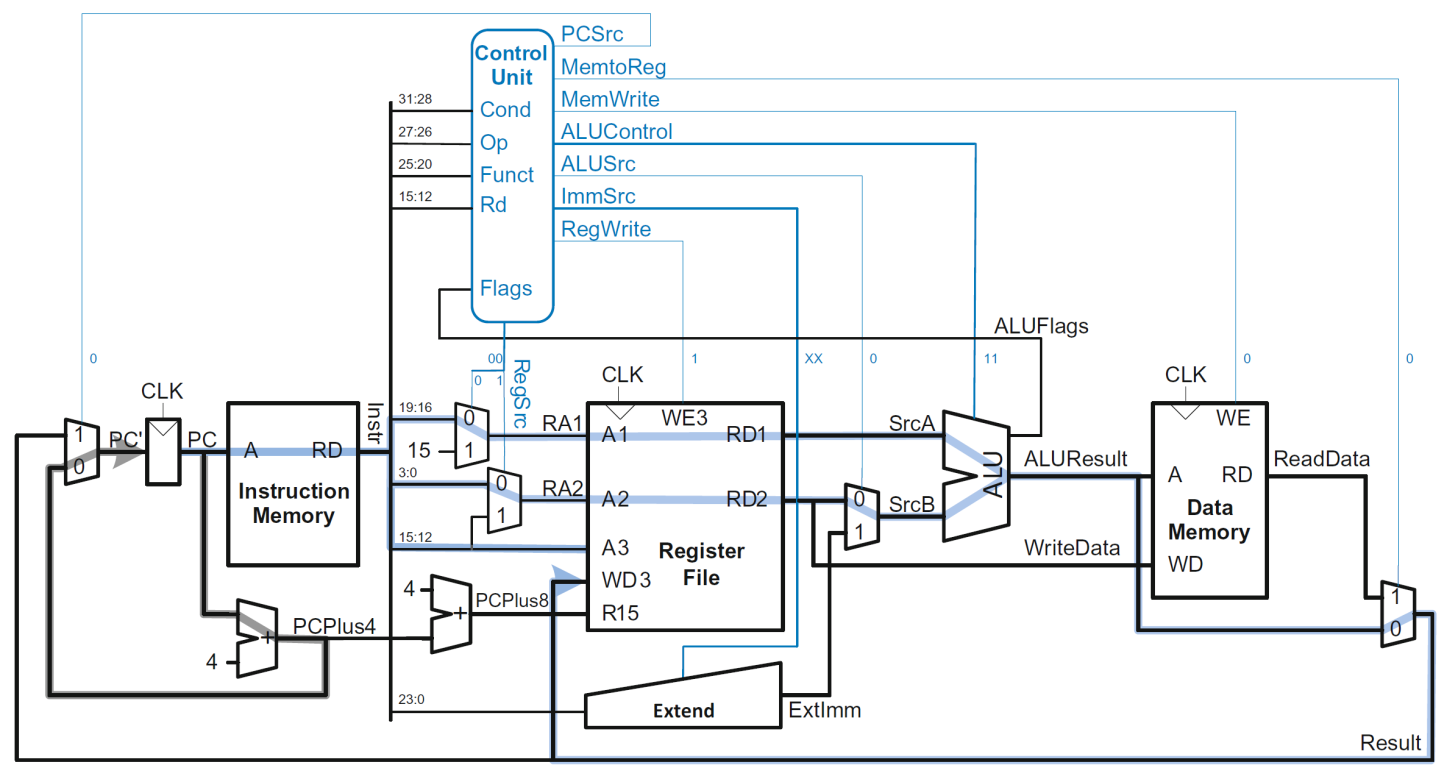 PCSrc
Control
Unit
MemtoReg
31:28
Cond
MemWrite
27:26
Op
ALUControl
25:20
Funct
ALUSrc
15:12
Rd
ImmSrc
RegWrite
Flags
ALUFlags
0
00
1
XX
0
11
0
0
RegSrc
0 1
CLK
CLK
CLK
Instr
19:16
0
RA1
A1
WE3
RD1
SrcA
WE
1
PC'
PC
0
A
RD
15
1
ALU
ALUResult
A
RD
ReadData
3:0
0
RA2
A2
RD2
0
SrcB
Instruction
Memory
1
1
Data
Memory
15:12
A3
Register
File
WriteData
WD
4
WD3
PCPlus8
+
R15
1
0
PCPlus4
+
4
23:0
Extend
ExtImm
Result